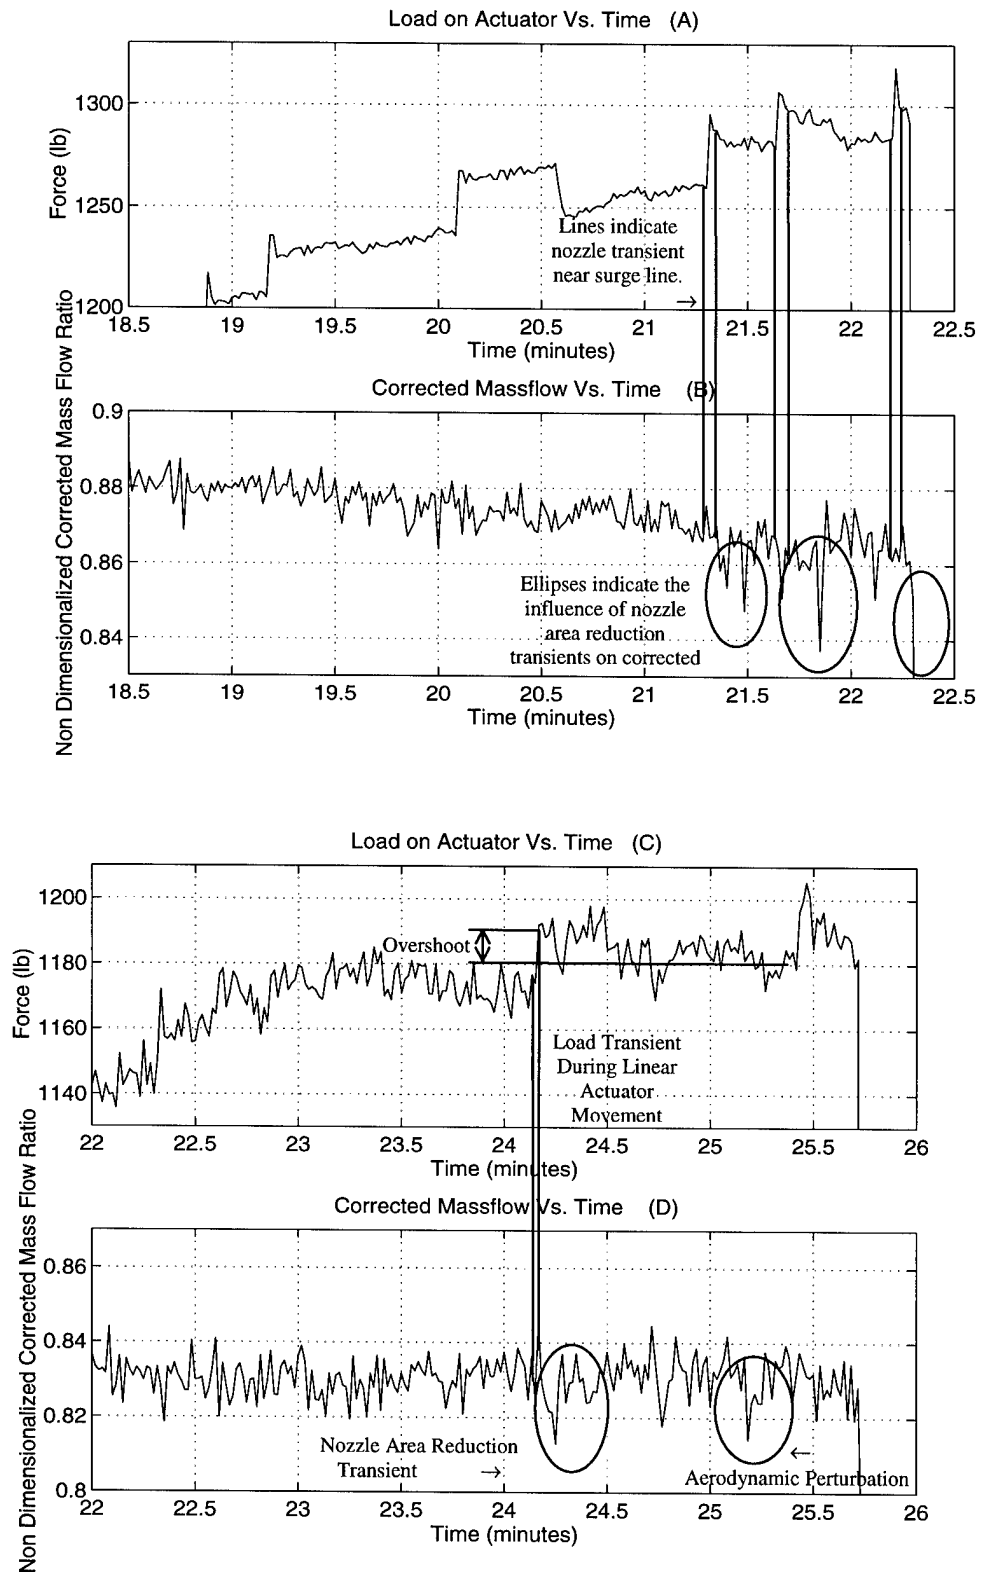 Load on Actuator Vs. Time (A)
Force (lb)
1300
1250
1200
Lines indicate
nozzle transient
near surge line.
→
18.5 19 19.5 20 20.5 21 21.5 22 22.5
Time (minutes)
Corrected Massflow Vs. Time (B)
Non Dimensionalized Corrected Mass Flow Ratio
0.9
0.88
0.86
0.84
Ellipses indicate the
influence of nozzle
area reduction
transients on corrected
18.5 19 19.5 20 20.5 21 21.5 22 22.5
Time (minutes)
Load on Actuator Vs. Time (C)
Force (lb)
1200
1180
1160
1140
Overshoot
Load Transient
During Linear
Actuator
Movement
22 22.5 23 23.5 24 24.5 25 25.5 26
Time (minutes)
Corrected Massflow Vs. Time (D)
Non Dimensionalized Corrected Mass Flow Ratio
0.86
0.84
0.82
0.8
Nozzle Area Reduction
Transient →
←
Aerodynamic Perturbation
22 22.5 23 23.5 24 24.5 25 25.5 26
Time (minutes)